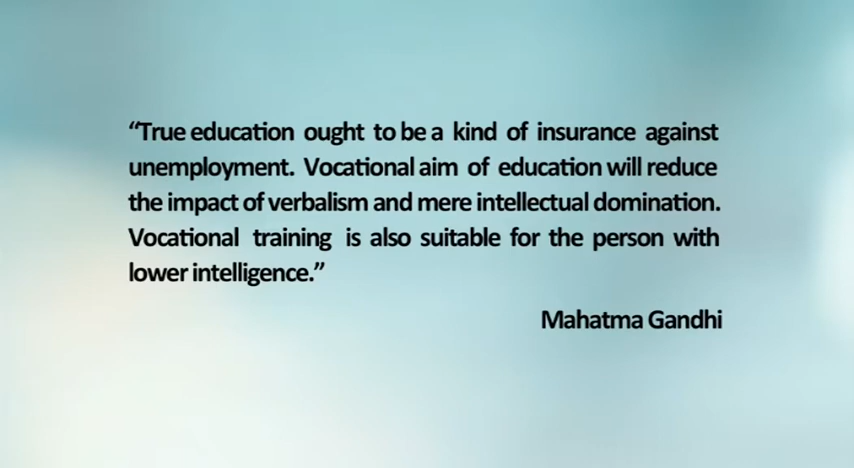 “True education ought to be a kind of insurance against
unemployment. Vocational aim of education will reduce
the impact of verbalism and mere intellectual domination.
Vocational training is also suitable for the person with
lower intelligence.”
Mahatma Gandhi